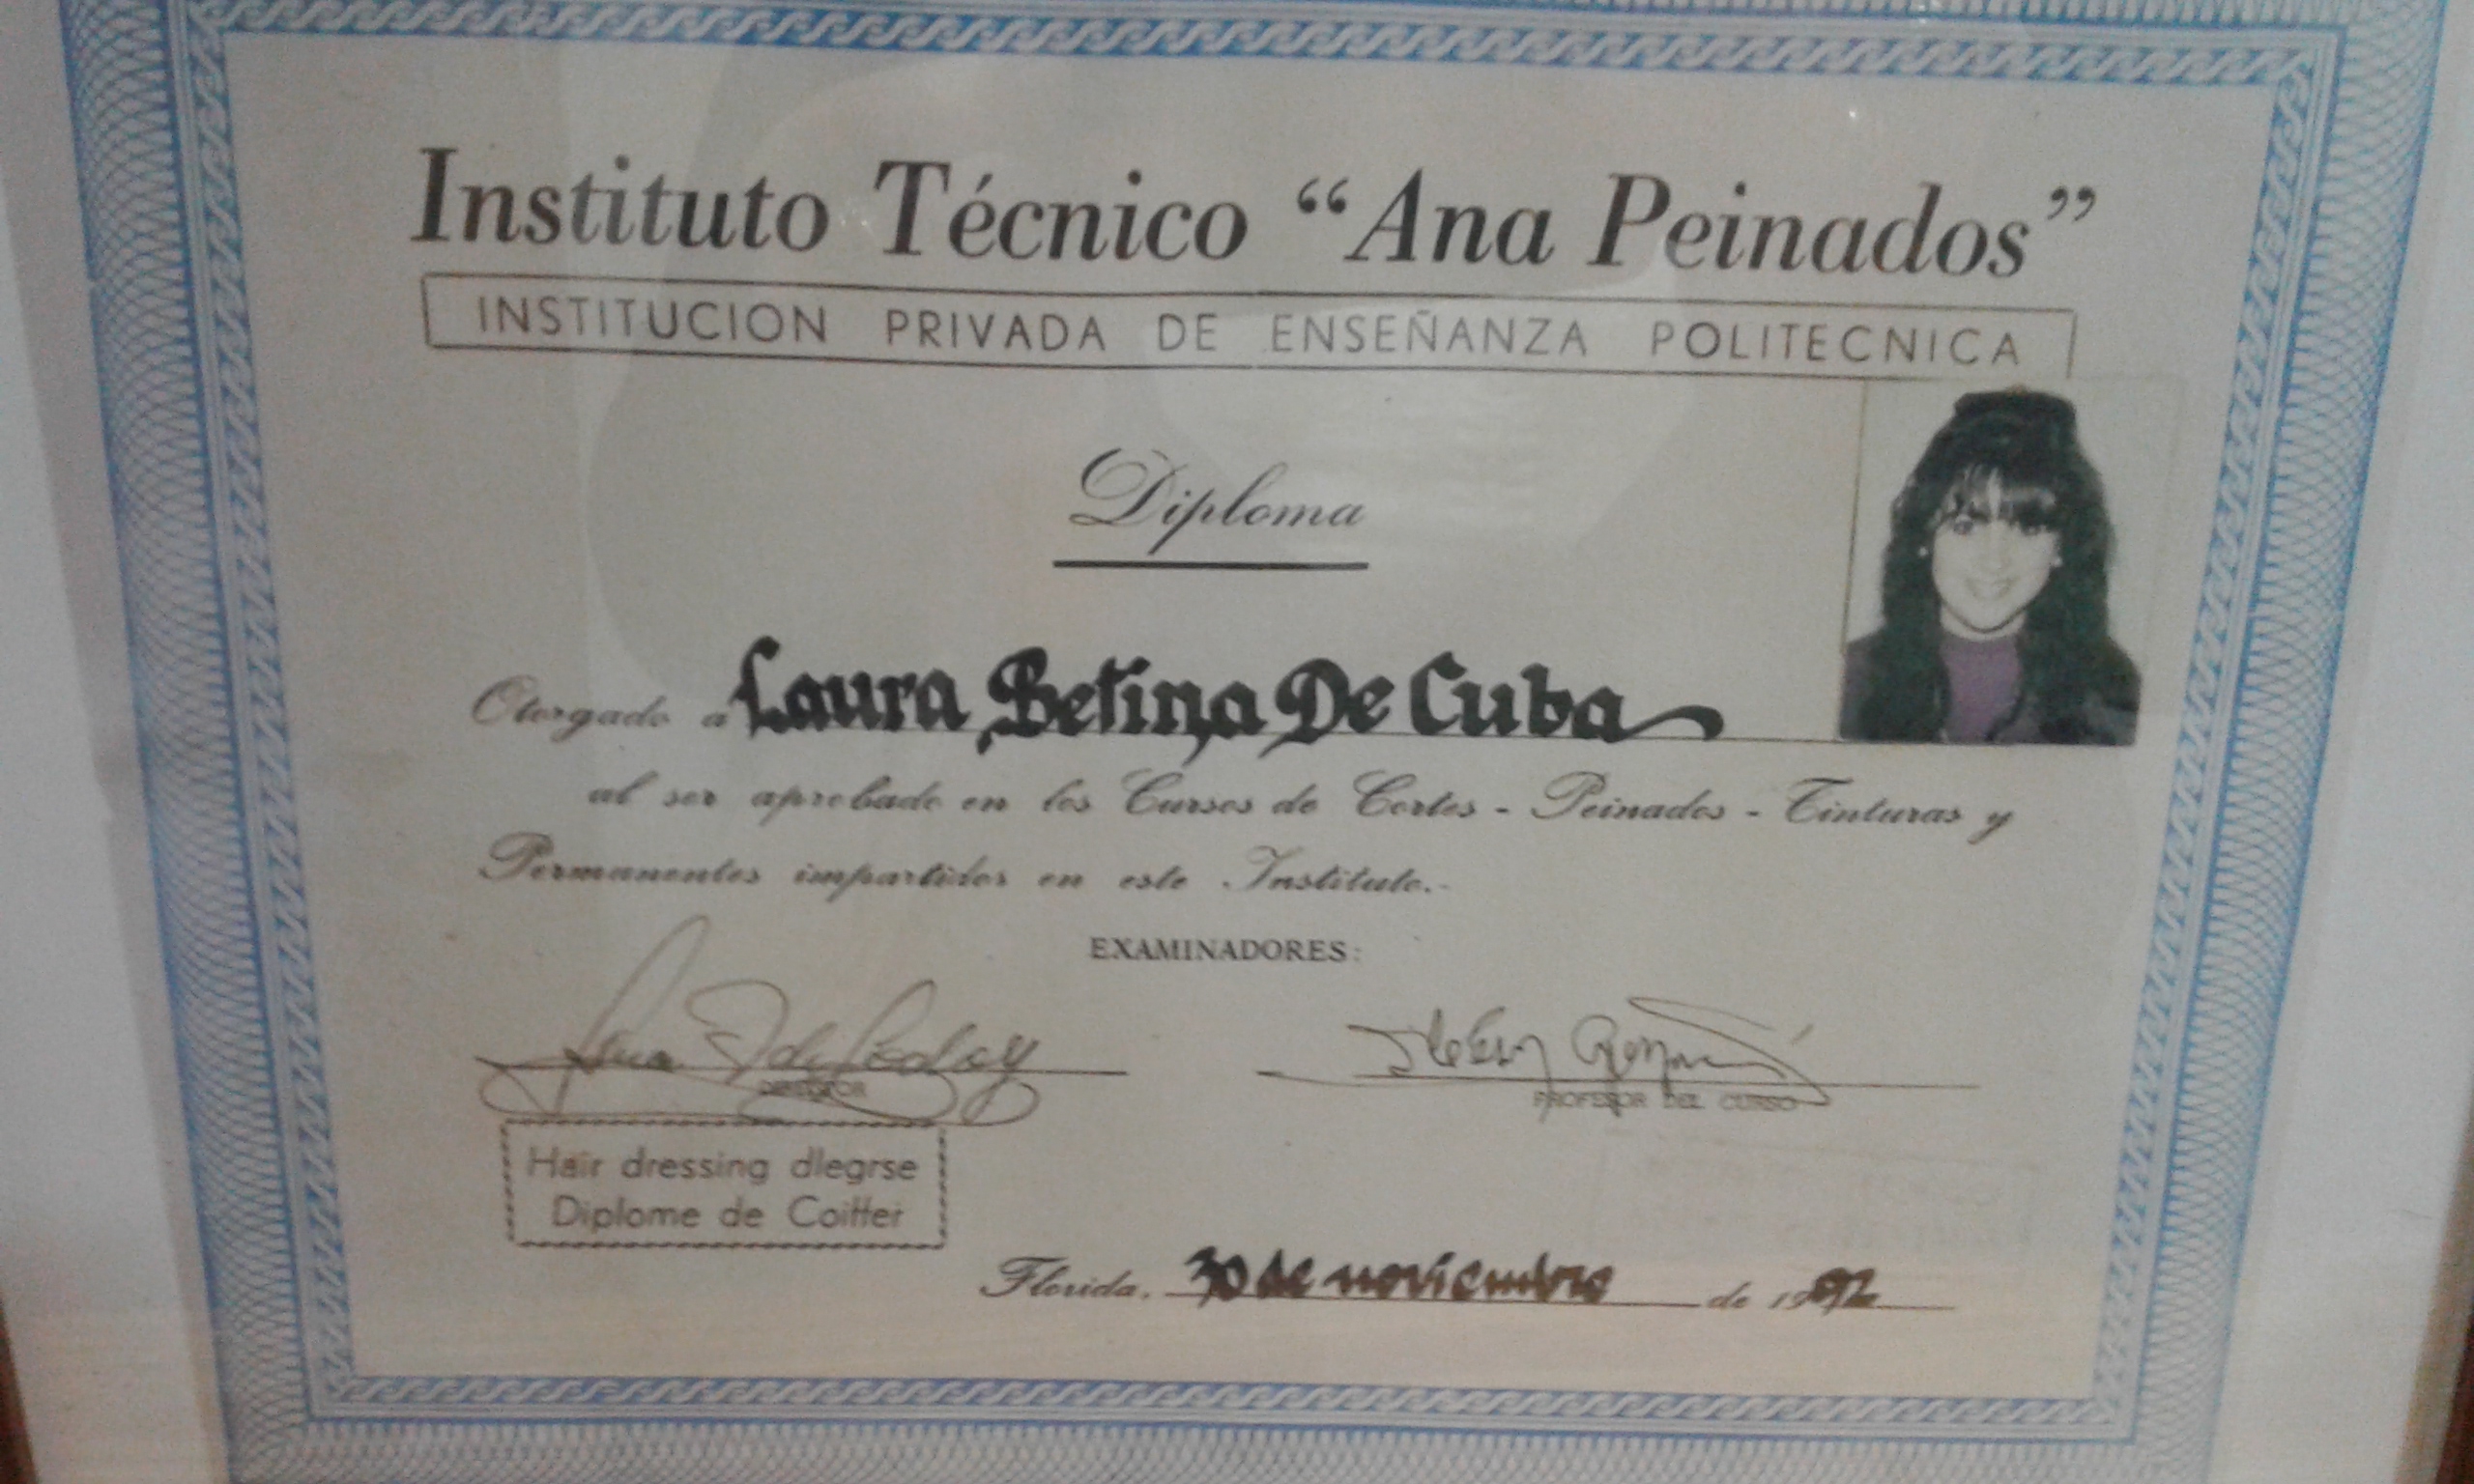 Instituto Técnico “Ana Peinados”
INSTITUCION PRIVADA DE ENSEÑANZA POLITECNICA
Diploma
Otorgado a Laura Betina De Cuba
al ser aprobado en los Cursos de Cortes - Peinados - Tinturas y
Permanentes impartidos en este Instituto.-
EXAMINADORES:
DIRECTOR
PROFESOR DEL CURSO
Hair dressing dlegrse
Diplome de Coitter
Florida, 30 de noviembre de 1992